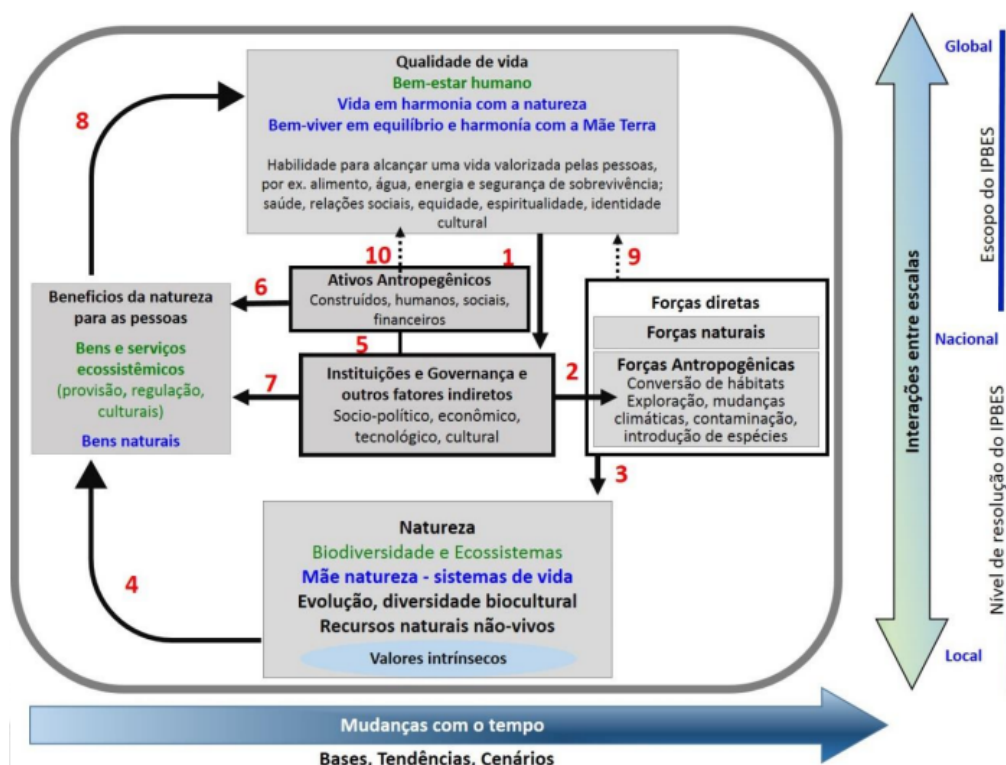 Qualidade de vida
Bem-estar humano
Vida em harmonia com a natureza
Bem-viver em equilíbrio e harmonía com a Mãe Terra
Habilidade para alcançar uma vida valorizada pelas pessoas,
por ex. alimento, água, energia e segurança de sobrevivência;
saúde, relações sociais, equidade, espiritualidade, identidade
cultural
8
10
1
9
Ativos Antropegênicos
Construídos, humanos, sociais,
financeiros
6
5
Beneficios da natureza
para as pessoas
Bens e serviços
ecossistêmicos
(provisão, regulação,
culturais)
Bens naturais
7
Instituições e Governança e
outros fatores indiretos
Socio-político, econômico,
tecnológico, cultural
2
Forças diretas
Forças naturais
Forças Antropogênicas
Conversão de hábitats
Exploração, mudanças
climáticas, contaminação,
introdução de espécies
3
4
Natureza
Biodiversidade e Ecossistemas
Mãe natureza - sistemas de vida
Evolução, diversidade biocultural
Recursos naturais não-vivos
Valores intrínsecos
Global
Nacional
Local
Interações entre escalas
Escopo do IPBES
Nível de resolução do IPBES
Mudanças com o tempo
Bases, Tendências, Cenários